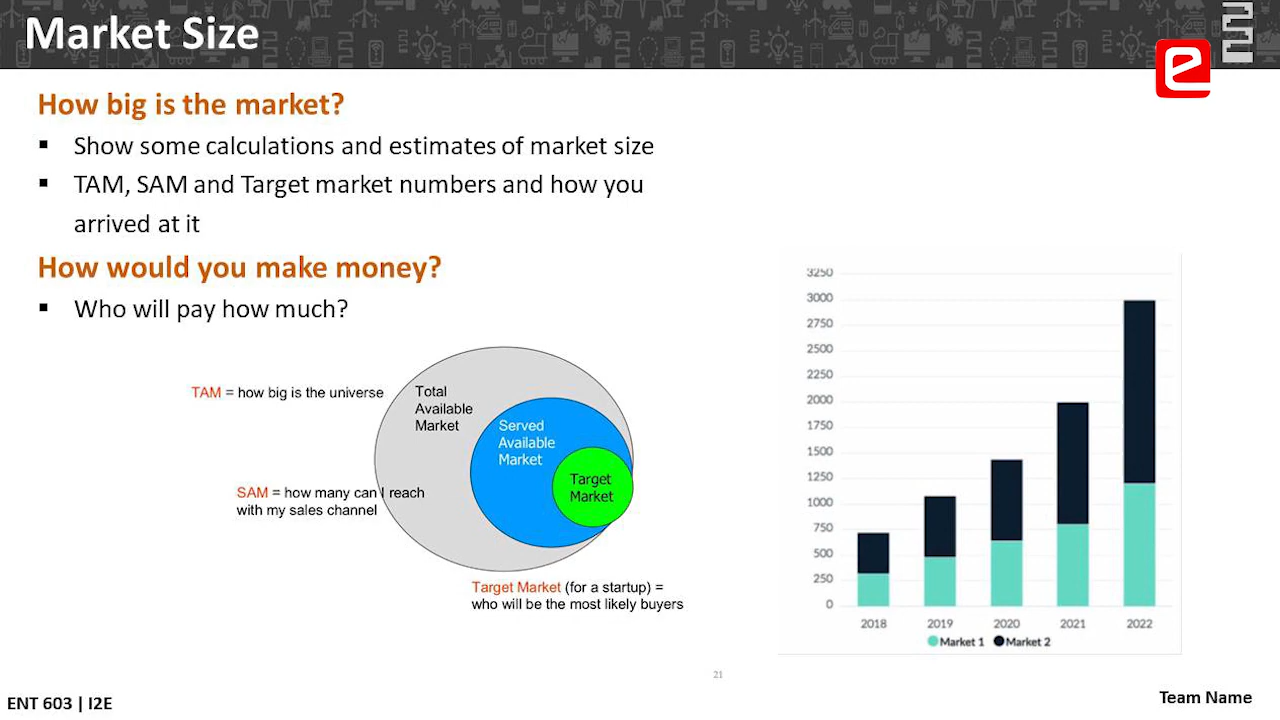 Market Size
e
How big is the market?
▪ Show some calculations and estimates of market size
▪ TAM, SAM and Target market numbers and how you
arrived at it
How would you make money?
▪ Who will pay how much?
TAM = how big is the universe
Total
Available
Market
Served
Available
Market
Target
Market
SAM = how many can I reach
with my sales channel
Target Market (for a startup) =
who will be the most likely buyers
3250
3000
2750
2500
2250
2000
1750
1500
1250
1000
750
500
250
0
2018 2019 2020 2021 2022
Market 1 Market 2
21
ENT 603 | I2E
Team Name